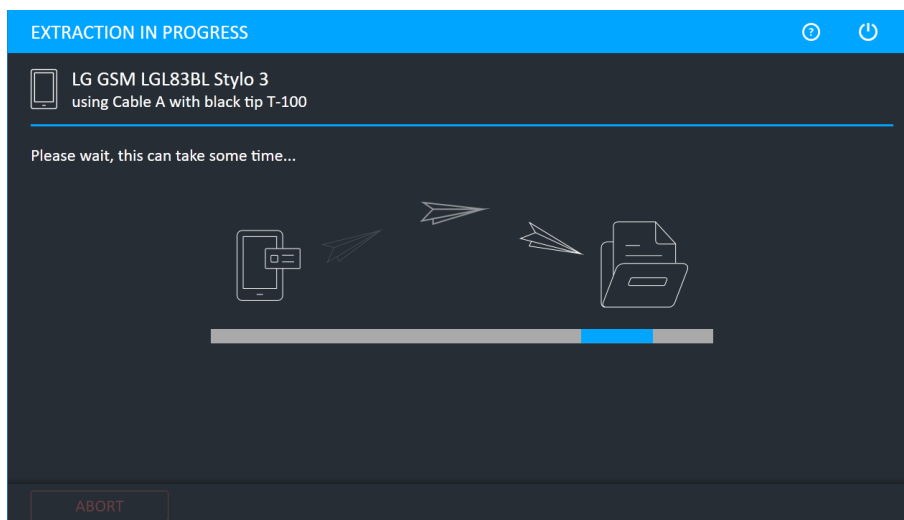 EXTRACTION IN PROGRESS
LG GSM LGL83BL Stylo 3
using Cable A with black tip T-100
Please wait, this can take some time...
ABORT